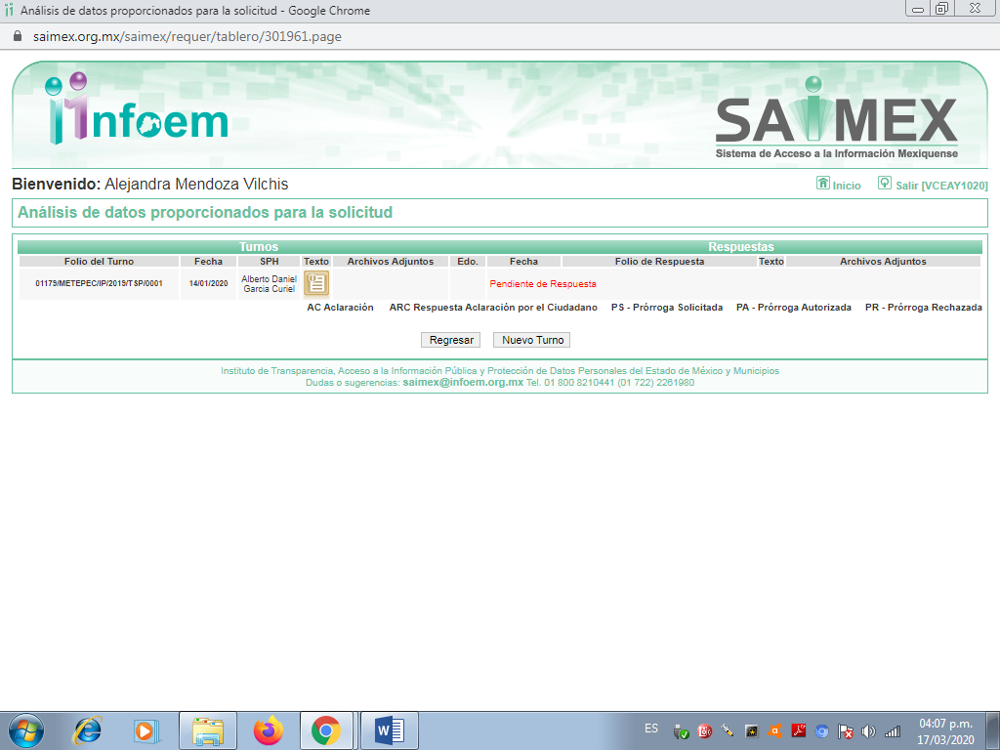 Análisis de datos proporcionados para la solicitud - Google Chrome
saimex.org.mx/saimex/requer/tablero/301961.page
infoem
SAIMEX
Sistema de Acceso a la Información Mexiquense
Bienvenido: Alejandra Mendoza Vilchis
Inicio Salir [VCEAY1020]
Análisis de datos proporcionados para la solicitud
Turnos Respuestas
Folio del Turno Fecha SPH Texto Archivos Adjuntos Edo. Fecha Folio de Respuesta Texto Archivos Adjuntos
01179/METEPEC/IP/2019/TSP/0001 14/01/2020 Alberto Daniel Garcia Curiel Pendiente de Respuesta
AC Aclaración ARC Respuesta Aclaración por el Ciudadano PS - Prórroga Solicitada PA - Prórroga Autorizada PR - Prórroga Rechazada
Regresar Nuevo Turno
Instituto de Transparencia, Acceso a la Información Pública y Protección de Datos Personales del Estado de México y Municipios
Dudas o sugerencias: saimex@infoem.org.mx Tel. 01 800 8210441 (01 722) 2261980
ES
04:07 p.m.
17/03/2020